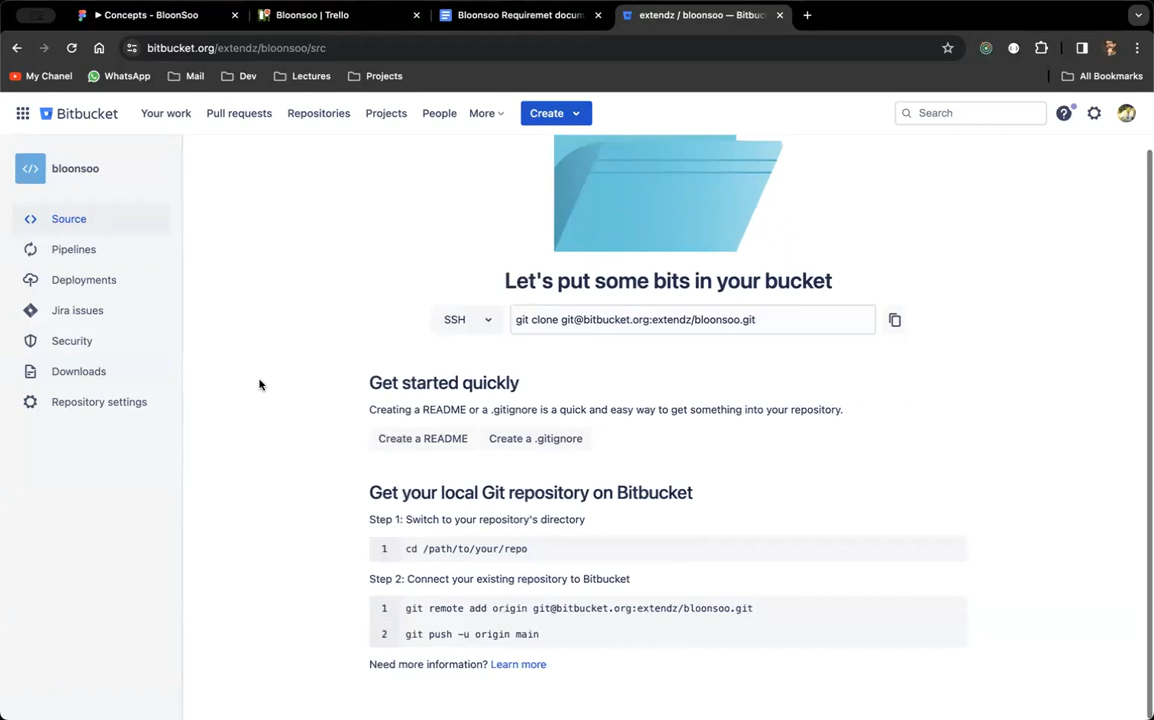 Concepts - BloonSoo
Bloonsoo | Trello
Bloonsoo Requiremet docum
extendz / bloonsoo — Bitbuc
bitbucket.org/extendz/bloonsoo/src
My Chanel
WhatsApp
Mail
Dev
Lectures
Projects
All Bookmarks
Bitbucket
Your work
Pull requests
Repositories
Projects
People
More
Create
Search
bloonsoo
Source
Pipelines
Deployments
Jira issues
Security
Downloads
Repository settings
Let's put some bits in your bucket
SSH
git clone git@bitbucket.org:extendz/bloonsoo.git
Get started quickly
Creating a README or a .gitignore is a quick and easy way to get something into your repository.
Create a README
Create a .gitignore
Get your local Git repository on Bitbucket
Step 1: Switch to your repository's directory
1 cd /path/to/your/repo
Step 2: Connect your existing repository to Bitbucket
1 git remote add origin git@bitbucket.org:extendz/bloonsoo.git
2 git push -u origin main
Need more information? Learn more